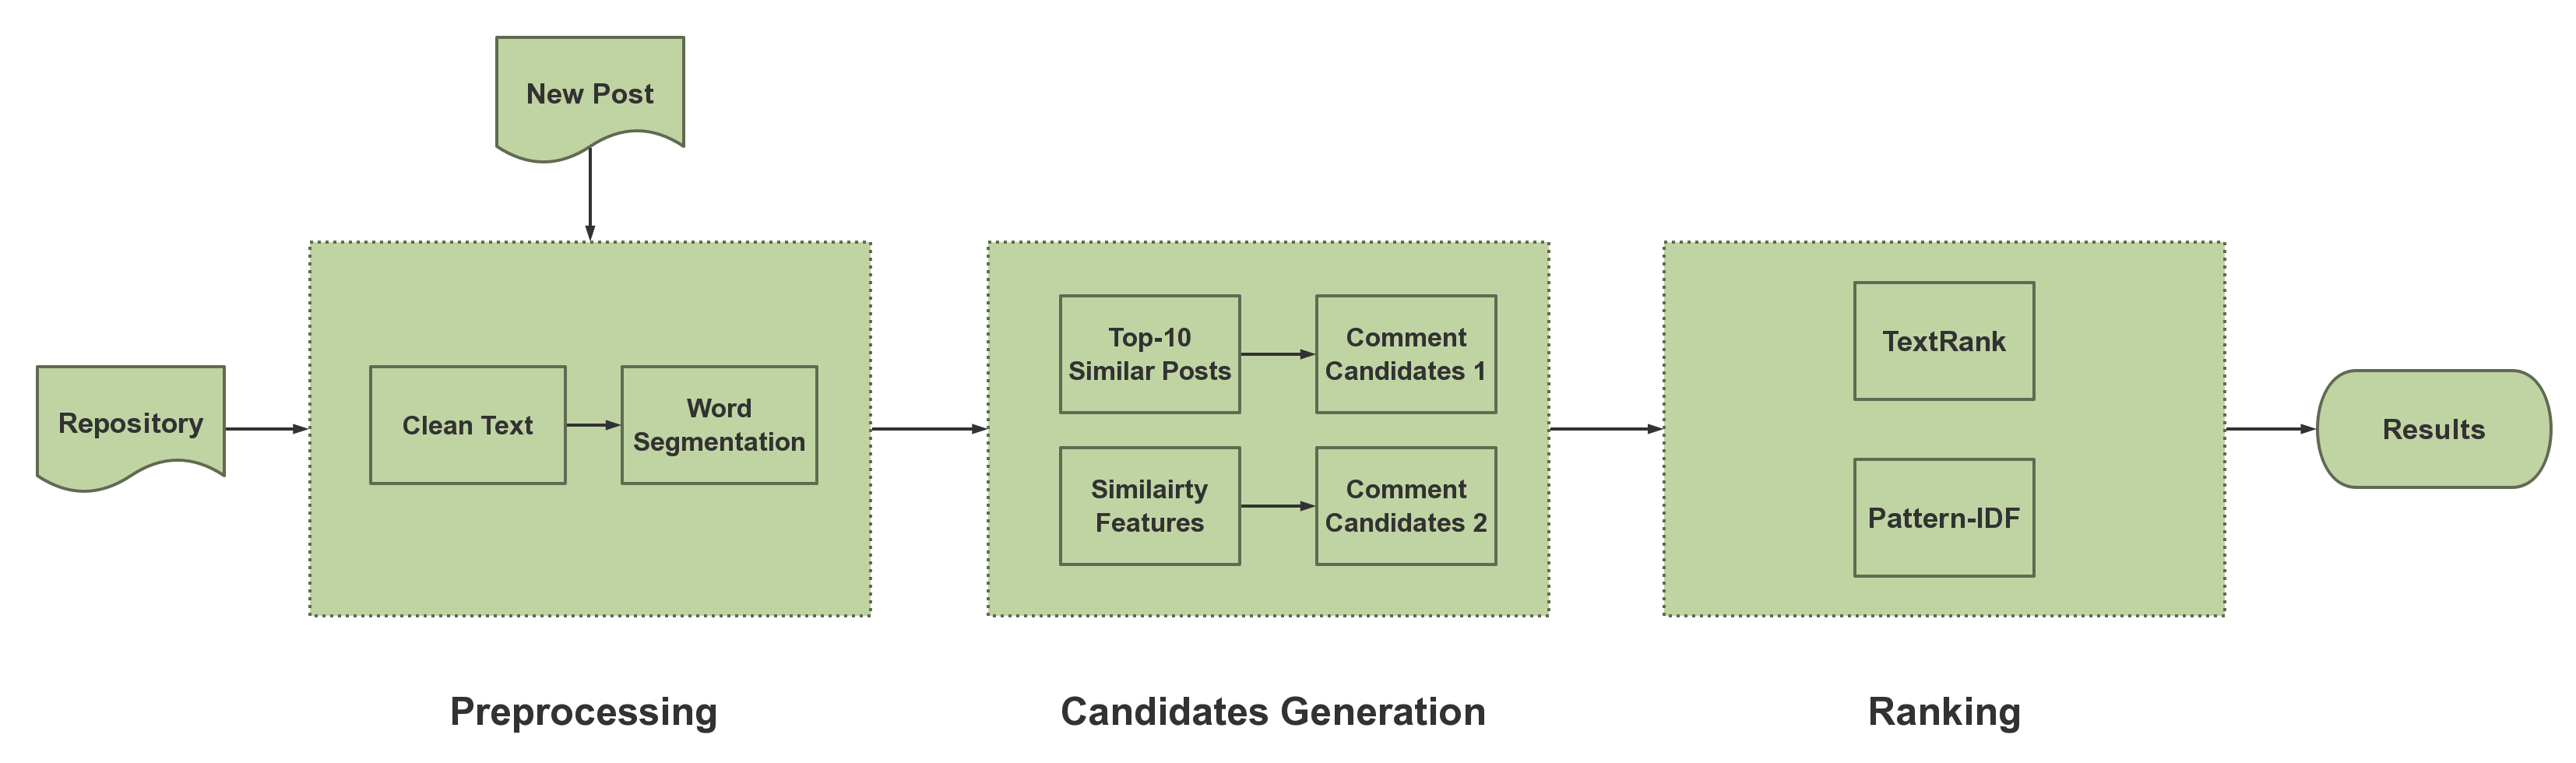 New Post
Repository
Clean Text
Word
Segmentation
Top-10
Similar Posts
Comment
Candidates 1
Similairty
Features
Comment
Candidates 2
TextRank
Pattern-IDF
Results
Preprocessing
Candidates Generation
Ranking